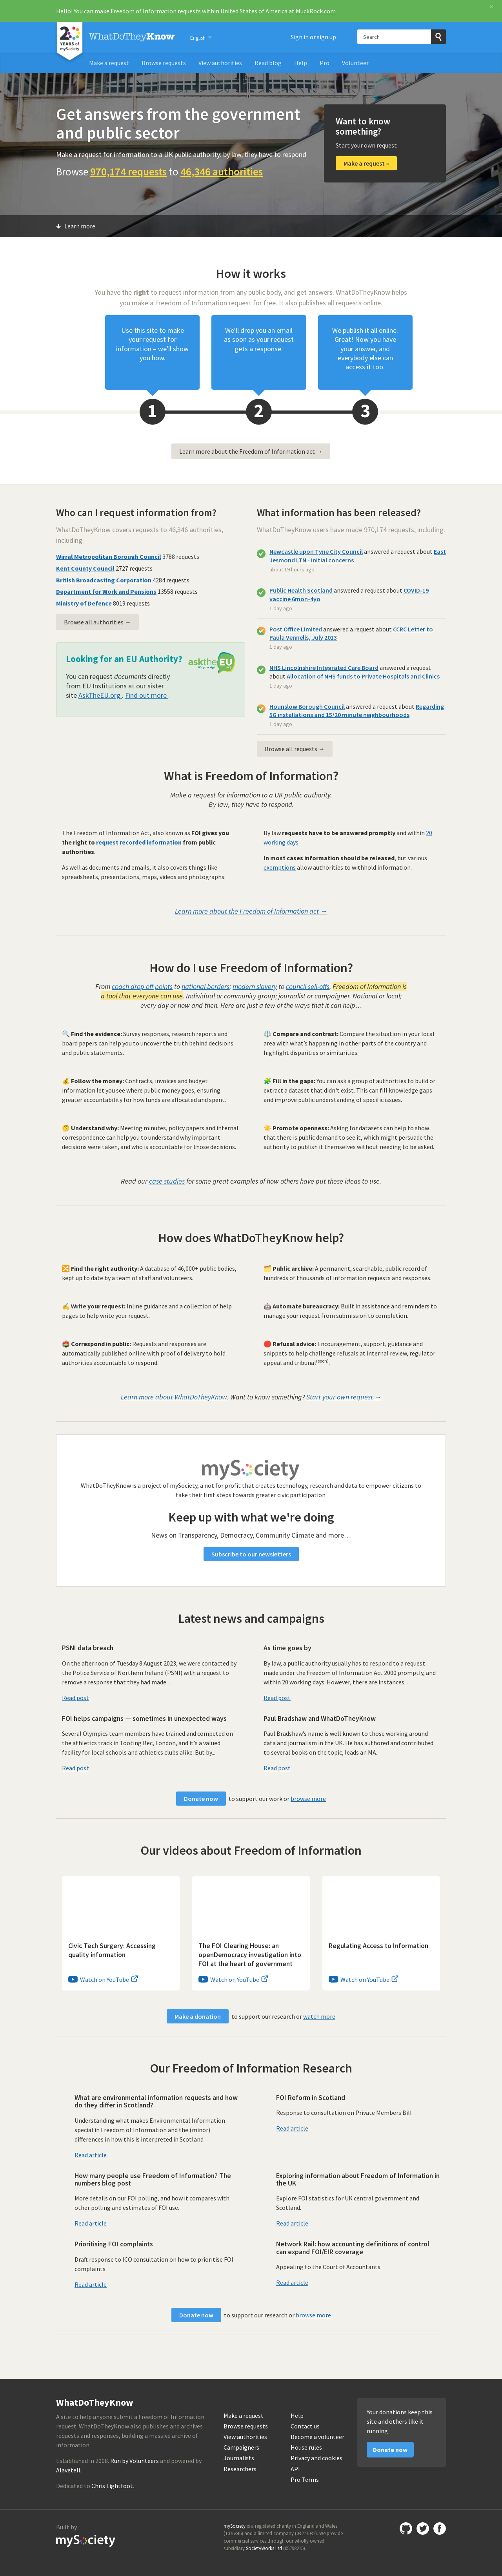 Hello! You can make Freedom of Information requests within United States of America at MuckRock.com
x
20 YEARS of mySociety
WhatDoTheyKnow
English
Sign in or sign up
Search
Make a request
Browse requests
View authorities
Read blog
Help
Pro
Volunteer
Get answers from the government
and public sector
Make a request for information to a UK public authority: by law, they have to respond
Browse 970,174 requests to 46,346 authorities
Want to know
something?
Start your own request
Make a request »
Learn more
How it works
You have the right to request information from any public body, and get answers. WhatDoTheyKnow helps
you make a Freedom of Information request for free. It also publishes all requests online.
Use this site to make
your request for
information – we'll show
you how.
We'll drop you an email
as soon as your request
gets a response.
We publish it all online.
Great! Now you have
your answer, and
everybody else can
access it too.
1
2
3
Learn more about the Freedom of Information act →
Who can I request information from?
WhatDoTheyKnow covers requests to 46,346 authorities,
including:
Wirral Metropolitan Borough Council 3788 requests
Kent County Council 2727 requests
British Broadcasting Corporation 4284 requests
Department for Work and Pensions 13558 requests
Ministry of Defence 8019 requests
Browse all authorities →
Looking for an EU Authority?
asktheEU
You can request documents directly
from EU Institutions at our sister
site AskTheEU.org . Find out more .
What information has been released?
WhatDoTheyKnow users have made 970,174 requests, including:
Newcastle upon Tyne City Council answered a request about East
Jesmond LTN - initial concerns
about 19 hours ago
Public Health Scotland answered a request about COVID-19
vaccine 6mon-4yo
1 day ago
Post Office Limited answered a request about CCRC Letter to
Paula Vennells, July 2013
1 day ago
NHS Lincolnshire Integrated Care Board answered a request
about Allocation of NHS funds to Private Hospitals and Clinics
1 day ago
Hounslow Borough Council answered a request about Regarding
5G installations and 15/20 minute neighbourhoods
1 day ago
Browse all requests →
What is Freedom of Information?
Make a request for information to a UK public authority.
By law, they have to respond.
The Freedom of Information Act, also known as FOI gives you
the right to request recorded information from public
authorities.
As well as documents and emails, it also covers things like
spreadsheets, presentations, maps, videos and photographs.
By law requests have to be answered promptly and within 20
working days.
In most cases information should be released, but various
exemptions allow authorities to withhold information.
Learn more about the Freedom of Information act →
How do I use Freedom of Information?
From coach drop off points to national borders; modern slavery to council sell-offs, Freedom of Information is
a tool that everyone can use. Individual or community group; journalist or campaigner. National or local;
every day or now and then. Here are just a few of the ways that it can help…
🔍 Find the evidence: Survey responses, research reports and
board papers can help you to uncover the truth behind decisions
and public statements.
⚖️ Compare and contrast: Compare the situation in your local
area with what's happening in other parts of the country and
highlight disparities or similarities.
💰 Follow the money: Contracts, invoices and budget
information let you see where public money goes, ensuring
greater accountability for how funds are allocated and spent.
🧩 Fill in the gaps: You can ask a group of authorities to build or
extract a dataset that didn't exist. This can fill knowledge gaps
and improve public understanding of specific issues.
🤔 Understand why: Meeting minutes, policy papers and internal
correspondence can help you to understand why important
decisions were taken, and who is accountable for those decisions.
☀️ Promote openness: Asking for datasets can help to show
that there is public demand to see it, which might persuade the
authority to publish it themselves without needing to be asked.
Read our case studies for some great examples of how others have put these ideas to use.
How does WhatDoTheyKnow help?
🔀 Find the right authority: A database of 46,000+ public bodies,
kept up to date by a team of staff and volunteers.
🗂️ Public archive: A permanent, searchable, public record of
hundreds of thousands of information requests and responses.
✍️ Write your request: Inline guidance and a collection of help
pages to help write your request.
🤖 Automate bureaucracy: Built in assistance and reminders to
manage your request from submission to completion.
Correspond in public: Requests and responses are
automatically published online with proof of delivery to hold
authorities accountable to respond.
🛑 Refusal advice: Encouragement, support, guidance and
snippets to help challenge refusals at internal review, regulator
appeal and tribunal(soon).
Learn more about WhatDoTheyKnow. Want to know something? Start your own request →
mySociety
WhatDoTheyKnow is a project of mySociety, a not for profit that creates technology, research and data to empower citizens to
take their first steps towards greater civic participation.
Keep up with what we're doing
News on Transparency, Democracy, Community Climate and more…
Subscribe to our newsletters
Latest news and campaigns
PSNI data breach
On the afternoon of Tuesday 8 August 2023, we were contacted by
the Police Service of Northern Ireland (PSNI) with a request to
remove a response that they had made...
Read post
As time goes by
By law, a public authority usually has to respond to a request
made under the Freedom of Information Act 2000 promptly, and within
20 working days. However, there are instances...
Read post
FOI helps campaigns — sometimes in unexpected ways
Several Olympics team members have trained and competed on
the athletics track in Tooting Bec, London, and it's a valued
facility for local schools and athletics clubs alike. But by..
Read post
Paul Bradshaw and WhatDoTheyKnow
Paul Bradshaw's name is well known to those working around
data and journalism in the UK. He has authored and contributed
to several books on the topic, leads an MA...
Read post
Donate now to support our work or browse more
Our videos about Freedom of Information
Civic Tech Surgery: Accessing
quality information
Watch on YouTube
The FOI Clearing House: an
openDemocracy investigation into
FOI at the heart of government
Watch on YouTube
Regulating Access to Information
Watch on YouTube
Make a donation to support our research or watch more
Our Freedom of Information Research
What are environmental information requests and how
do they differ in Scotland?
Understanding what makes Environmental Information
special in Freedom of Information and the (minor)
differences in how this is interpreted in Scotland.
Read article
FOI Reform in Scotland
Response to consultation on Private Members Bill
Read article
How many people use Freedom of Information? The
numbers blog post
More details on our FOI polling, and how it compares with
other polling and estimates of FOI use.
Read article
Exploring information about Freedom of Information in
the UK
Explore FOI statistics for UK central government and
Scotland.
Read article
Prioritising FOI complaints
Draft response to ICO consultation on how to prioritise FOI
complaints
Read article
Network Rail: how accounting definitions of control
can expand FOI/EIR coverage
Appealing to the Court of Accountants.
Read article
Donate now to support our research or browse more
WhatDoTheyKnow
A site to help anyone submit a Freedom of Information
request. WhatDoTheyKnow also publishes and archives
requests and responses, building a massive archive of
information.
Established in 2008. Run by Volunteers and powered by
Alaveteli.
Dedicated to Chris Lightfoot.
Make a request
Browse requests
View authorities
Campaigners
Journalists
Researchers
Help
Contact us
Become a volunteer
House rules
Privacy and cookies
API
Pro Terms
Your donations keep this
site and others like it
running
Donate now
Built by
mySociety
mySociety is a registered charity in England and Wales
(1076346) and a limited company (03277032). We provide
commercial services through our wholly owned
subsidiary SocietyWorks Ltd (05798215).